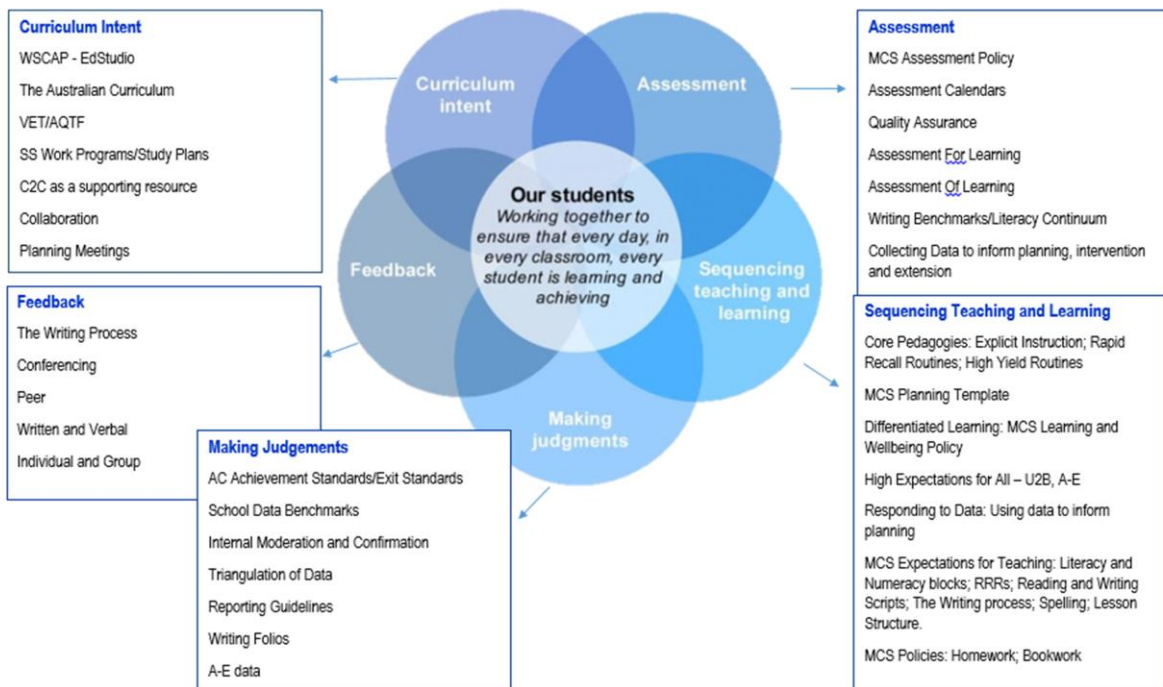 Curriculum Intent
WSCAP - EdStudio
The Australian Curriculum
VET/AQTF
SS Work Programs/Study Plans
C2C as a supporting resource
Collaboration
Planning Meetings
Feedback
The Writing Process
Conferencing
Peer
Written and Verbal
Individual and Group
Curriculum
intent
Assessment
Our students
Working together to
ensure that every day, in
every classroom, every
student is learning and
achieving
Feedback
Sequencing
teaching and
learning
Making
judgments
Making Judgements
AC Achievement Standards/Exit Standards
School Data Benchmarks
Internal Moderation and Confirmation
Triangulation of Data
Reporting Guidelines
Writing Folios
A-E data
Assessment
MCS Assessment Policy
Assessment Calendars
Quality Assurance
Assessment For Learning
Assessment Of Learning
Writing Benchmarks/Literacy Continuum
Collecting Data to inform planning, intervention
and extension
Sequencing Teaching and Learning
Core Pedagogies: Explicit Instruction; Rapid
Recall Routines; High Yield Routines
MCS Planning Template
Differentiated Learning: MCS Learning and
Wellbeing Policy
High Expectations for All – U2B, A-E
Responding to Data: Using data to inform
planning
MCS Expectations for Teaching: Literacy and
Numeracy blocks; RRRs; Reading and Writing
Scripts; The Writing process; Spelling; Lesson
Structure.
MCS Policies: Homework; Bookwork